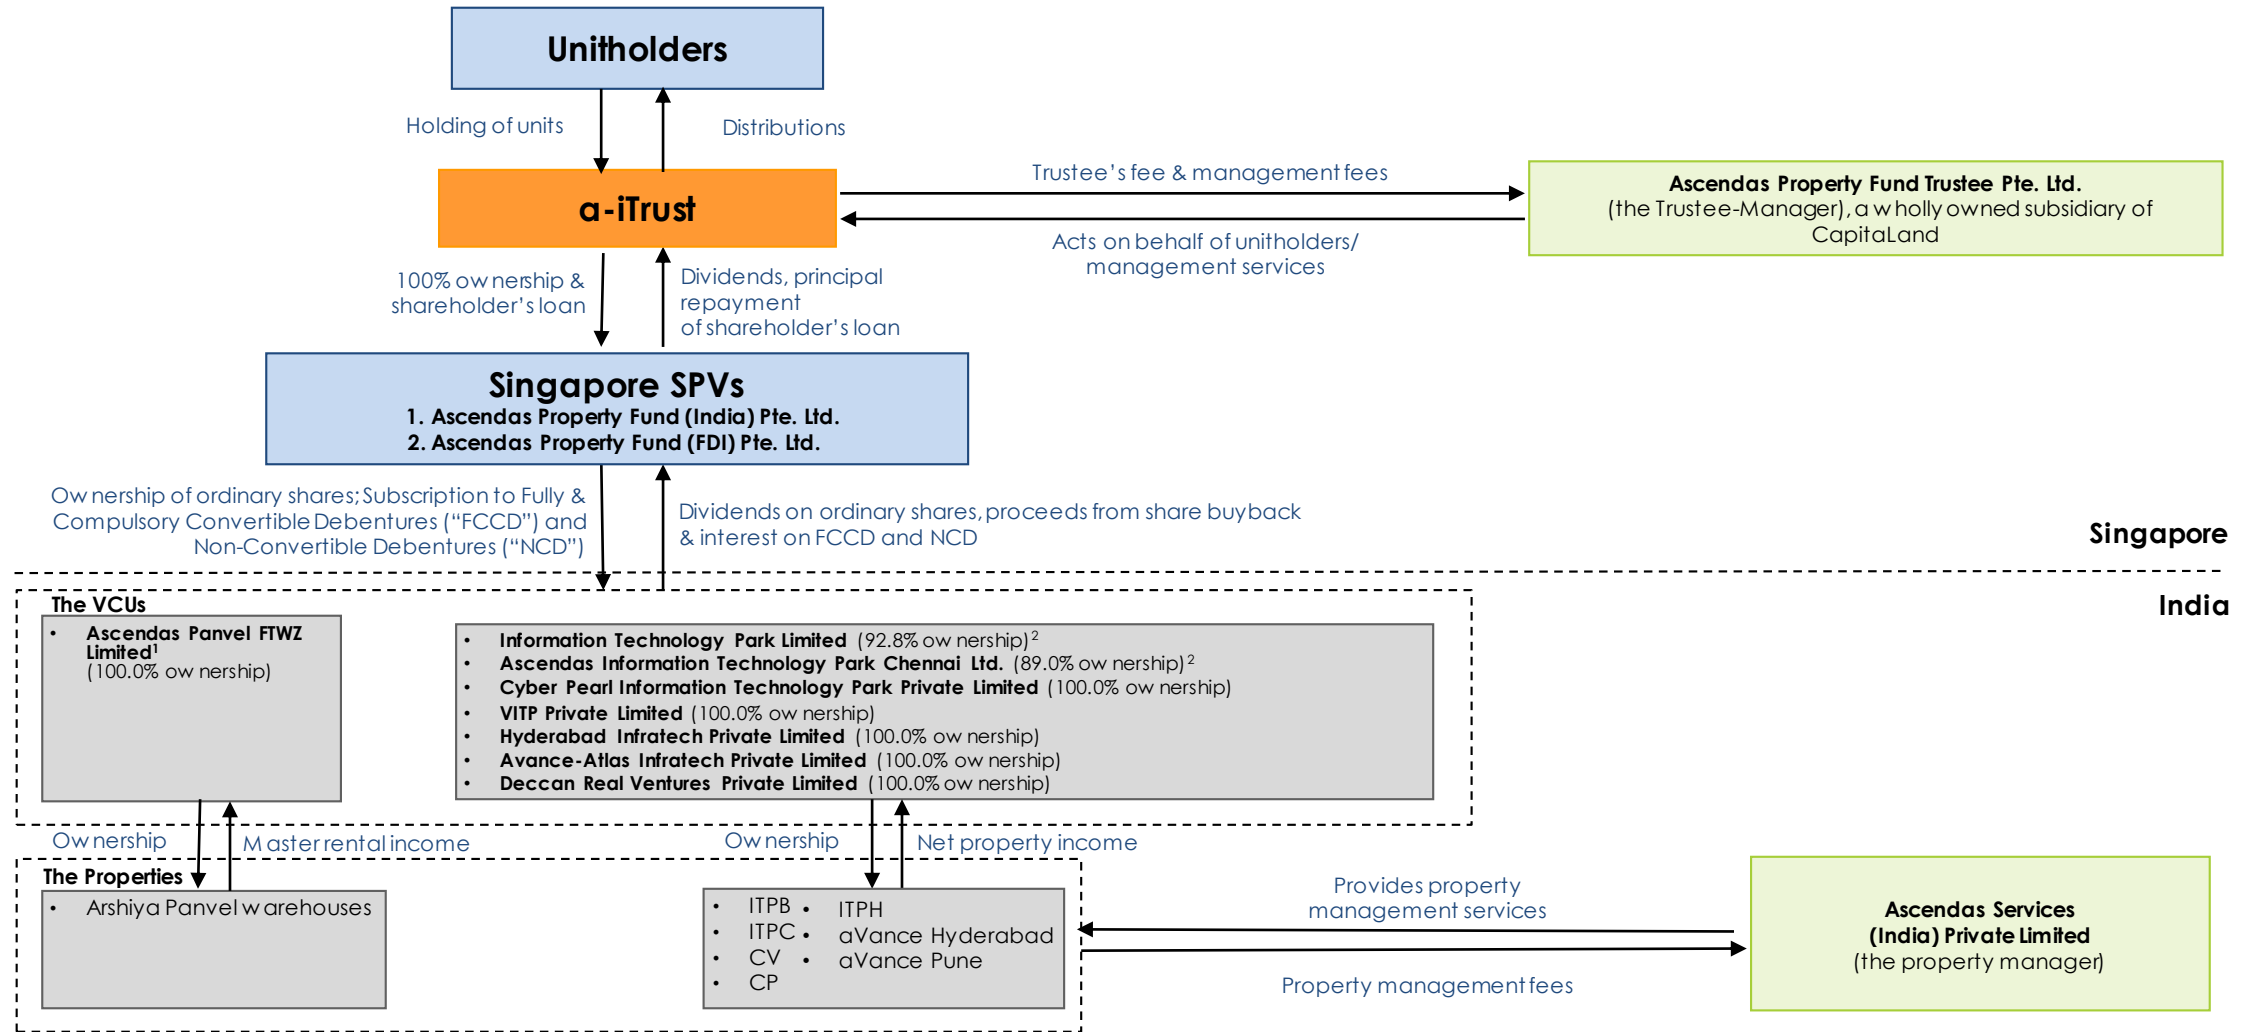 Unitholders
Holding of units
Distributions
a-iTrust
Trustee's fee & management fees
Acts on behalf of unitholders/
management services
Ascendas Property Fund Trustee Pte. Ltd.
(the Trustee-Manager), a wholly owned subsidiary of
CapitaLand
100% ownership &
shareholder's loan
Dividends, principal
repayment
of shareholder's loan
Singapore SPVs
1. Ascendas Property Fund (India) Pte. Ltd.
2. Ascendas Property Fund (FDI) Pte. Ltd.
Ownership of ordinary shares; Subscription to Fully &
Compulsory Convertible Debentures (“FCCD”) and
Non-Convertible Debentures (“NCD”)
Dividends on ordinary shares, proceeds from share buyback
& interest on FCCD and NCD
Singapore
India
The VCUs
• Ascendas Panvel FTWZ
Limited¹
(100.0% ownership)
• Information Technology Park Limited (92.8% ownership)²
• Ascendas Information Technology Park Chennai Ltd. (89.0% ownership)²
• Cyber Pearl Information Technology Park Private Limited (100.0% ownership)
• VITP Private Limited (100.0% ownership)
• Hyderabad Infratech Private Limited (100.0% ownership)
• Avance-Atlas Infratech Private Limited (100.0% ownership)
• Deccan Real Ventures Private Limited (100.0% ownership)
Ownership
Master rental income
Ownership
Net property income
The Properties
• Arshiya Panvel warehouses
• ITPB
• ITPC
• CV
• CP
• ITPH
• aVance Hyderabad
• aVance Pune
Provides property
management services
Property management fees
Ascendas Services
(India) Private Limited
(the property manager)